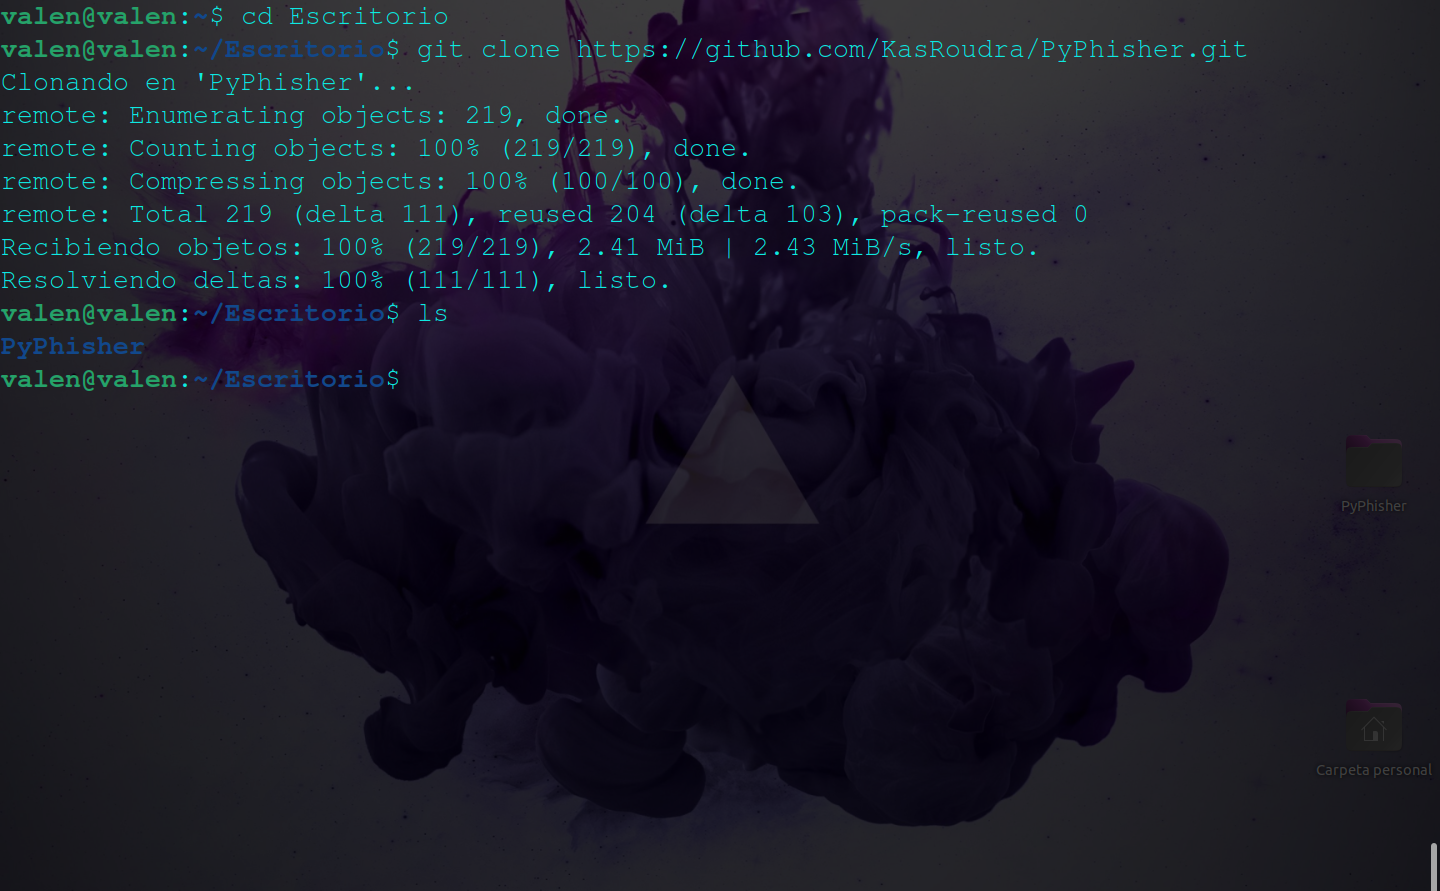 valen@valen:~$ cd Escritorio
valen@valen:~/Escritorio$ git clone https://github.com/KasRoudra/PyPhisher.git
Clonando en 'PyPhisher'...
remote: Enumerating objects: 219, done.
remote: Counting objects: 100% (219/219), done.
remote: Compressing objects: 100% (100/100), done.
remote: Total 219 (delta 111), reused 204 (delta 103), pack-reused 0
Recibiendo objetos: 100% (219/219), 2.41 MiB | 2.43 MiB/s, listo.
Resolviendo deltas: 100% (111/111), listo.
valen@valen:~/Escritorio$ ls
PyPhisher
valen@valen:~/Escritorio$
PyPhisher
Carpeta personal